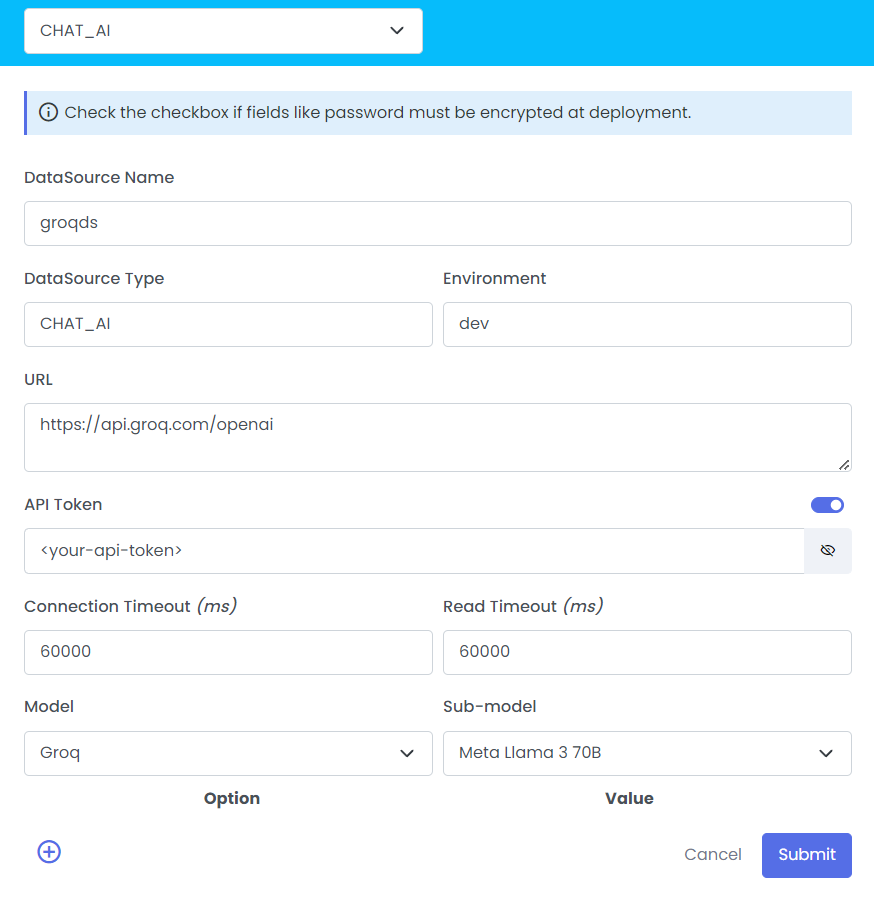 CHAT_AI
Check the checkbox if fields like password must be encrypted at deployment.
DataSource Name
groqds
DataSource Type
Environment
CHAT_AI
dev
URL
https://api.groq.com/openai
API Token
<your-api-token>
Connection Timeout (ms)
Read Timeout (ms)
60000
60000
Model
Sub-model
Groq
Meta Llama 3 70B
Option
Value
Cancel
Submit